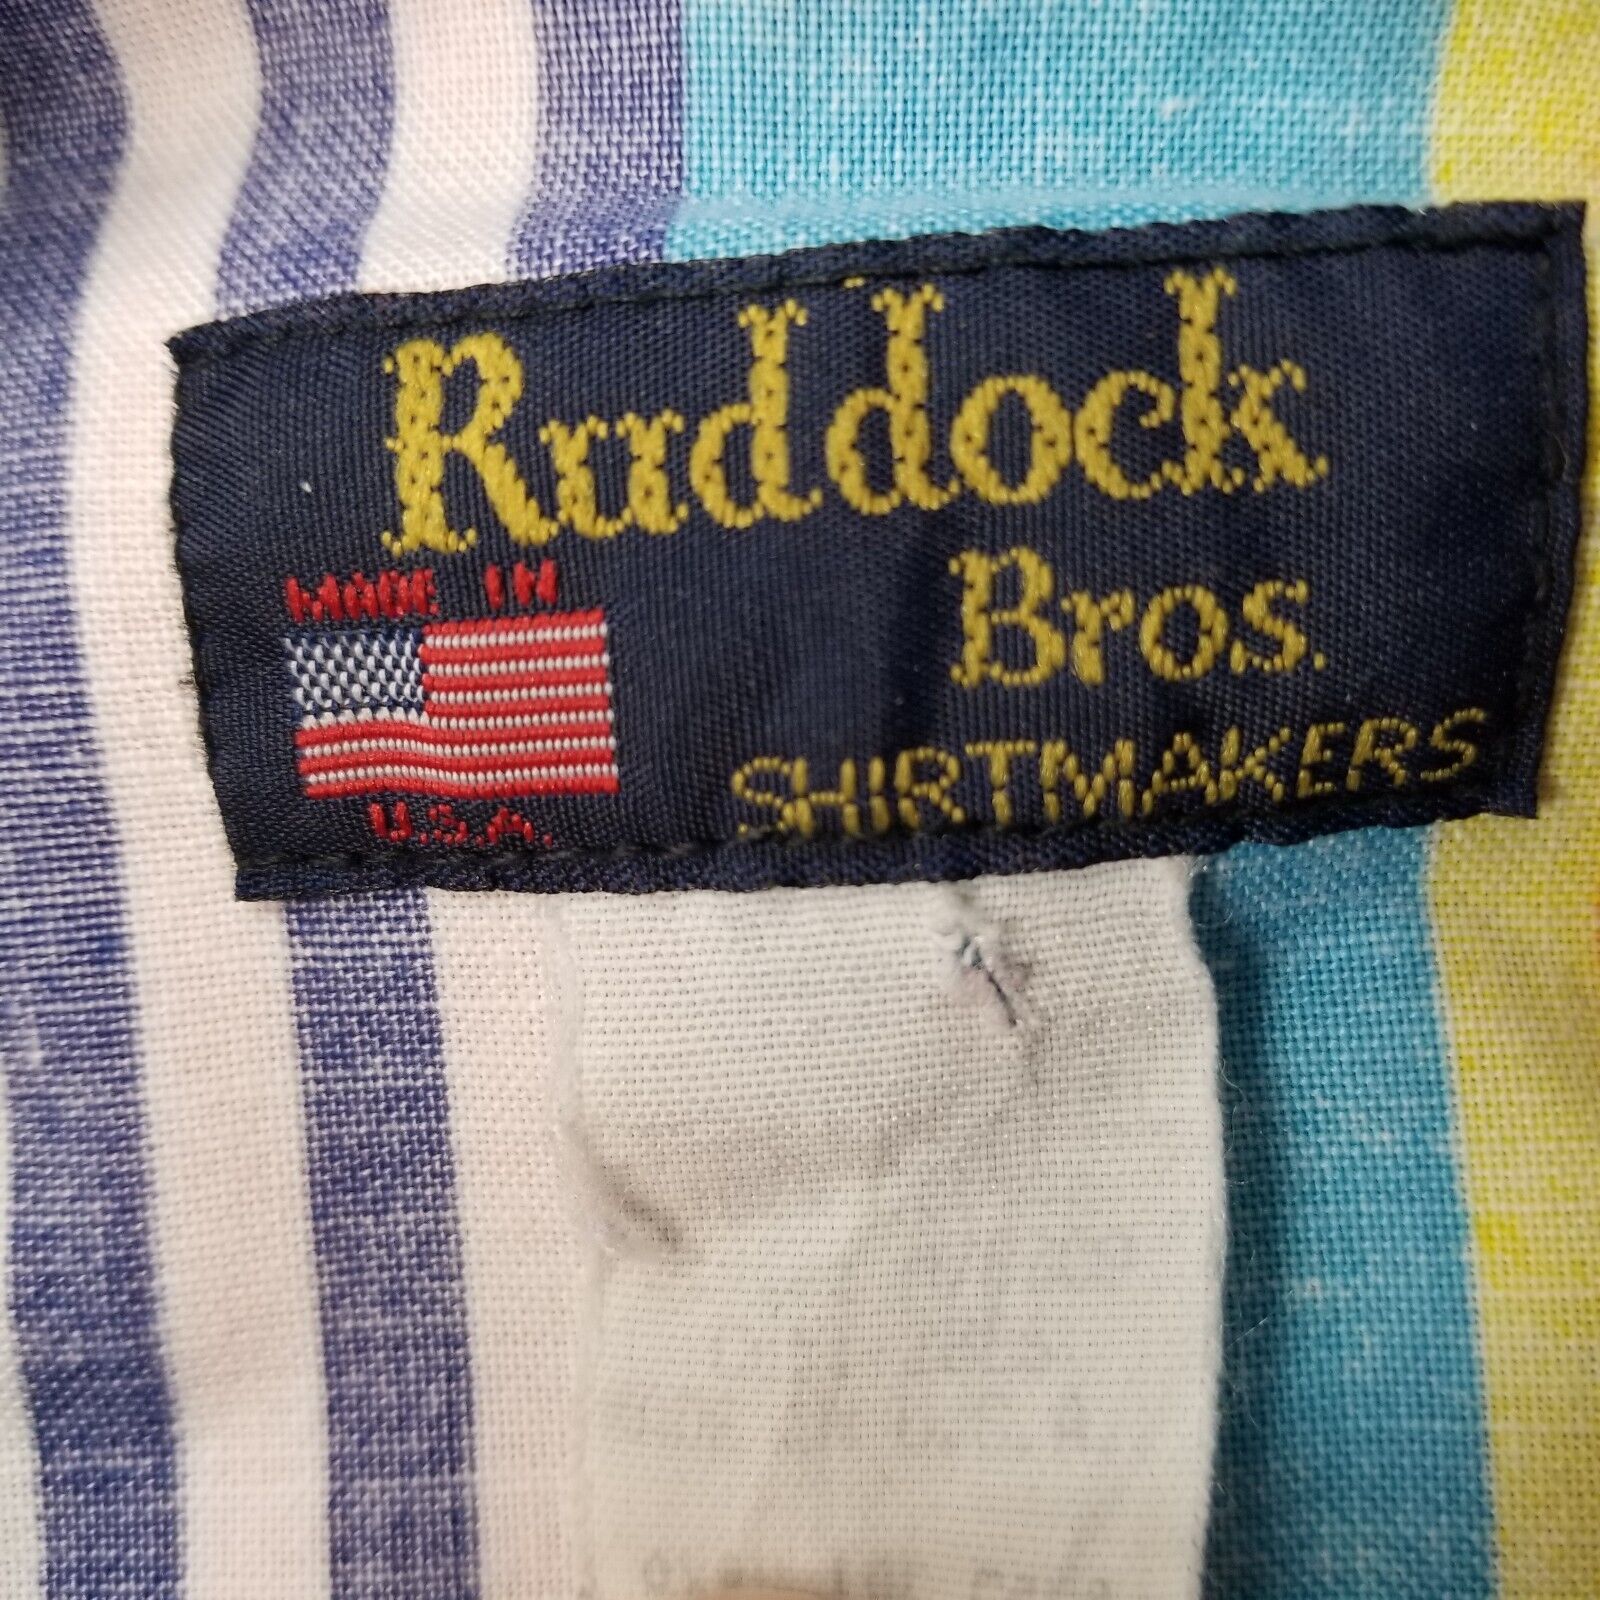 Ruddock
Bros.
SHIRTMAKERS
MADE IN
U.S.A.